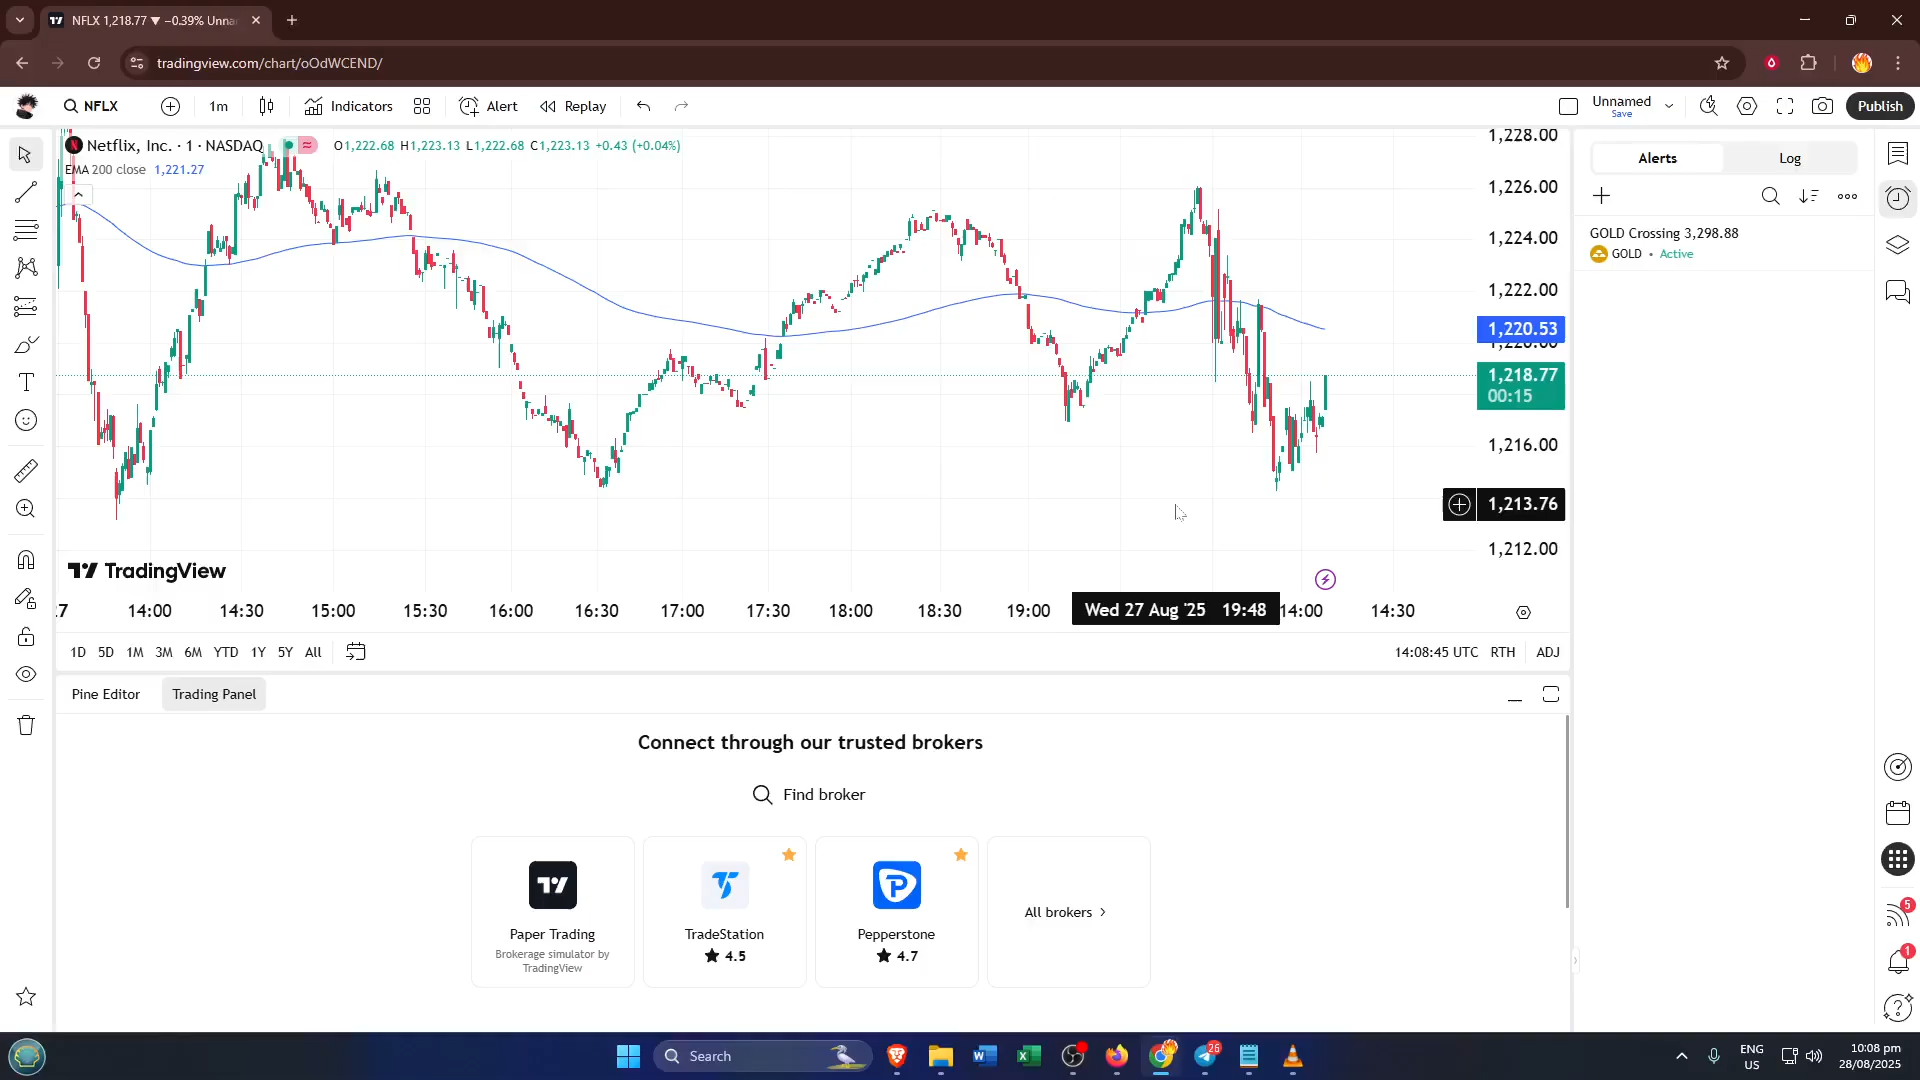 NFLX 1,218.77 ▼ −0.39% Unna
tradingview.com/chart/oOdWCEND/
NFLX
1m
Indicators
Alert
Replay
Unnamed
Save
Publish
Netflix, Inc. · 1 · NASDAQ
O1,222.68 H1,223.13 L1,222.68 C1,223.13 +0.43 (+0.04%)
EMA 200 close 1,221.27
1,228.00
1,226.00
1,224.00
1,222.00
1,220.53
1,220.00
1,218.77
00:15
1,216.00
1,213.76
1,212.00
TradingView
14:00
14:30
15:00
15:30
16:00
16:30
17:00
17:30
18:00
18:30
19:00
Wed 27 Aug '25 19:48
14:00
14:30
1D
5D
1M
3M
6M
YTD
1Y
5Y
All
14:08:45 UTC
RTH
ADJ
Alerts
Log
GOLD Crossing 3,298.88
GOLD • Active
Pine Editor
Trading Panel
Connect through our trusted brokers
Find broker
Paper Trading
Brokerage simulator by
TradingView
TradeStation
4.5
Pepperstone
4.7
All brokers
5
1
Search
26
ENG
US
10:08 pm
28/08/2025